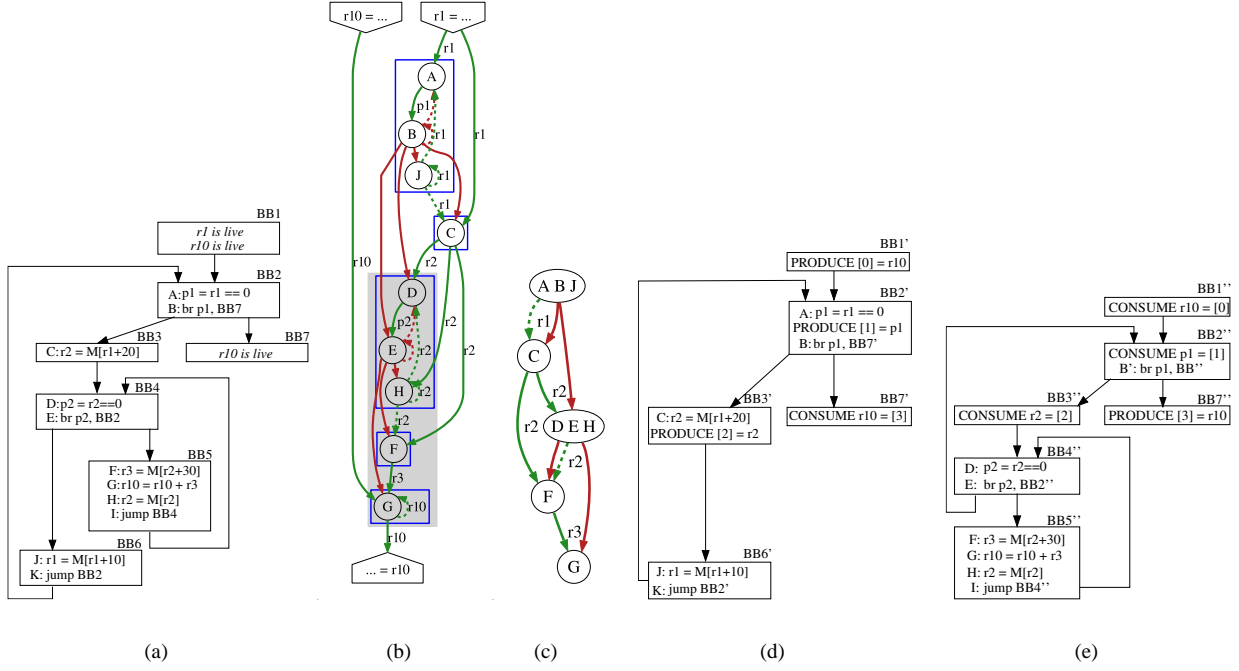 BB1
r1 is live
r10 is live
BB2
A: p1 = r1 == 0
B: br p1, BB7
BB3
C: r2 = M[r1+20]
BB7
r10 is live
BB4
D:p2 = r2==0
E: br p2, BB2
BB5
F: r3 = M[r2+30]
G: r10 = r10 + r3
H: r2 = M[r2]
I: jump BB4
BB6
J: r1 = M[r1+10]
K: jump BB2
(a)
r10 = ...
r1 = ...
r1
A
p1
B
r1
r1
J
r1
r1
C
r10
r2
D
p2
r2
E
r2
r2
H
r2
r2
F
r3
G
r10
r10
... = r10
(b)
A B J
r1
C
r2
r2
D E H
r2
F
r3
G
(c)
BB1'
PRODUCE [0] = r10
BB2'
A: p1 = r1 == 0
PRODUCE [1] = p1
B: br p1, BB7'
BB3'
C: r2 = M[r1+20]
PRODUCE [2] = r2
BB7'
CONSUME r10 = [3]
BB6'
J: r1 = M[r1+10]
K: jump BB2'
(d)
BB1''
CONSUME r10 = [0]
BB2''
CONSUME p1 = [1]
B': br p1, BB''
BB3''
CONSUME r2 = [2]
BB7''
PRODUCE [3] = r10
BB4''
D: p2 = r2==0
E: br p2, BB2''
BB5''
F: r3 = M[r2+30]
G: r10 = r10 + r3
H: r2 = M[r2]
I: jump BB4''
(e)